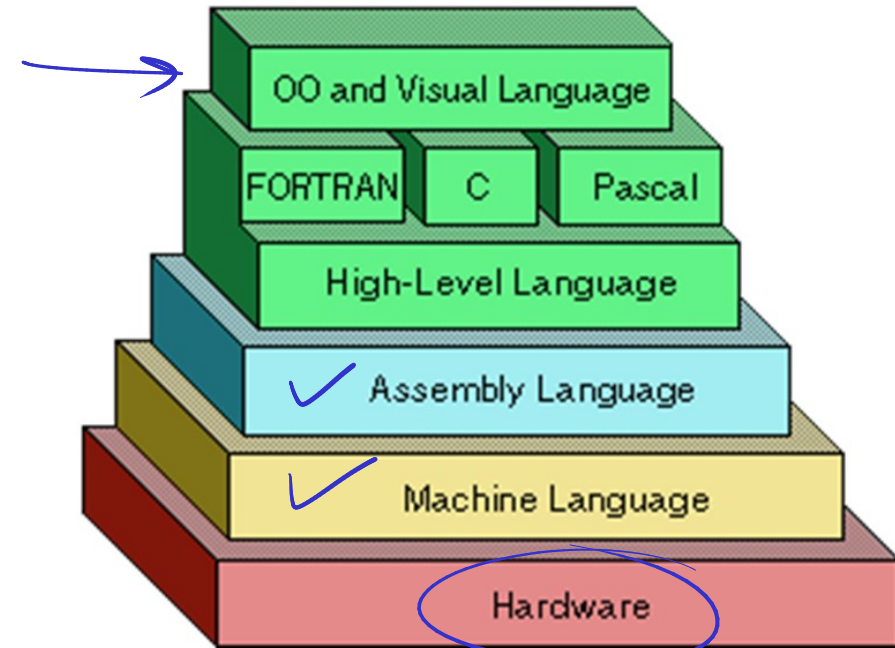 OO and Visual Language
FORTRAN C Pascal
High-Level Language
Assembly Language
Machine Language
Hardware